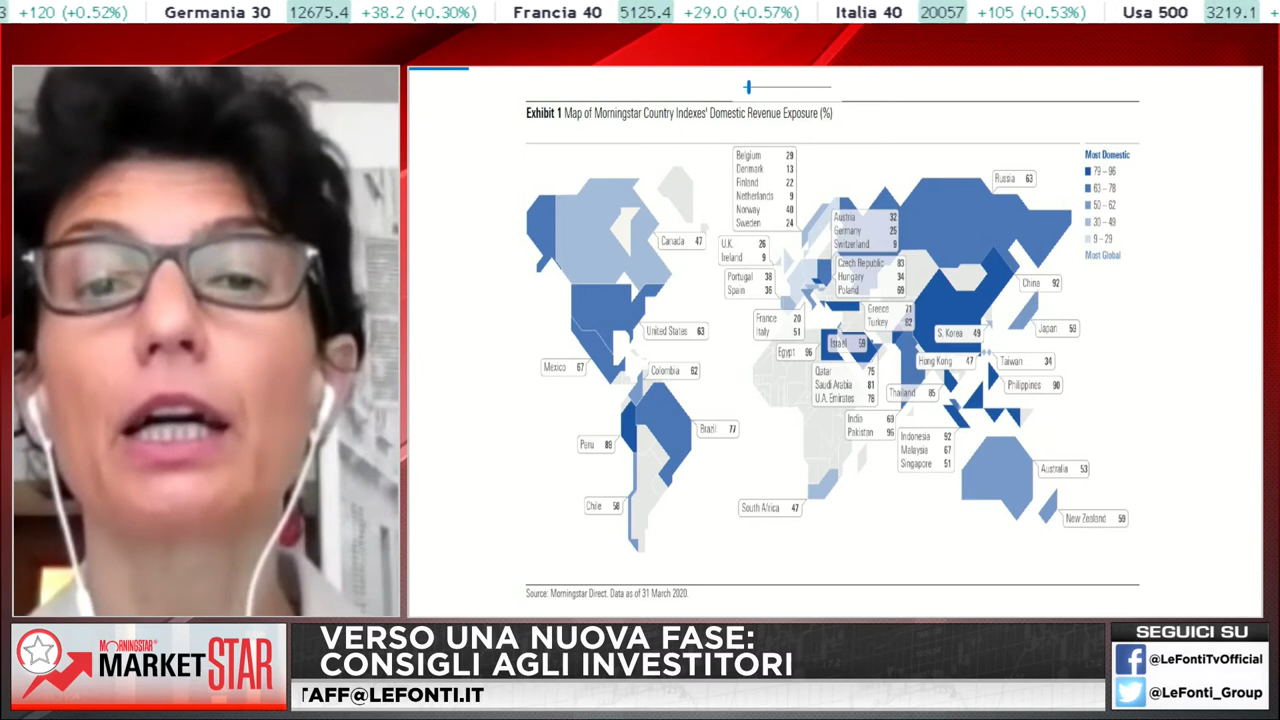 +120 (+0.52%) Germania 30 12675.4 +38.2 (+0.30%) Francia 40 5125.4 +29.0 (+0.57%) Italia 40 20057 +105 (+0.53%) Usa 500 3219.1
Exhibit 1 Map of Morningstar Country Indexes' Domestic Revenue Exposure (%)
Most Domestic
79 – 96
63 – 78
50 – 62
30 – 49
9 – 29
Most Global
Belgium 29
Denmark 13
Finland 22
Netherlands 9
Norway 40
Sweden 24
Russia 63
Austria 32
Germany 25
Switzerland 9
Canada 47
U.K. 26
Ireland 9
Czech Republic 83
Hungary 34
Poland 69
Portugal 38
Spain 36
China 92
Greece 71
Turkey 82
France 20
Italy 51
United States 63
S. Korea 49
Japan 59
Israel 59
Egypt 96
Hong Kong 47
Taiwan 34
Mexico 67
Colombia 62
Qatar 75
Saudi Arabia 81
U.A. Emirates 78
Thailand 85
Philippines 90
India 69
Pakistan 96
Brazil 77
Peru 89
Indonesia 92
Malaysia 67
Singapore 51
Australia 53
Chile 58
South Africa 47
New Zealand 59
Source: Morningstar Direct. Data as of 31 March 2020.
MORNINGSTAR®
MARKET STAR
VERSO UNA NUOVA FASE:
CONSIGLI AGLI INVESTITORI
TAFF@LEFONTI.IT
SEGUICI SU
@LeFontiTvOfficial
@LeFonti_Group